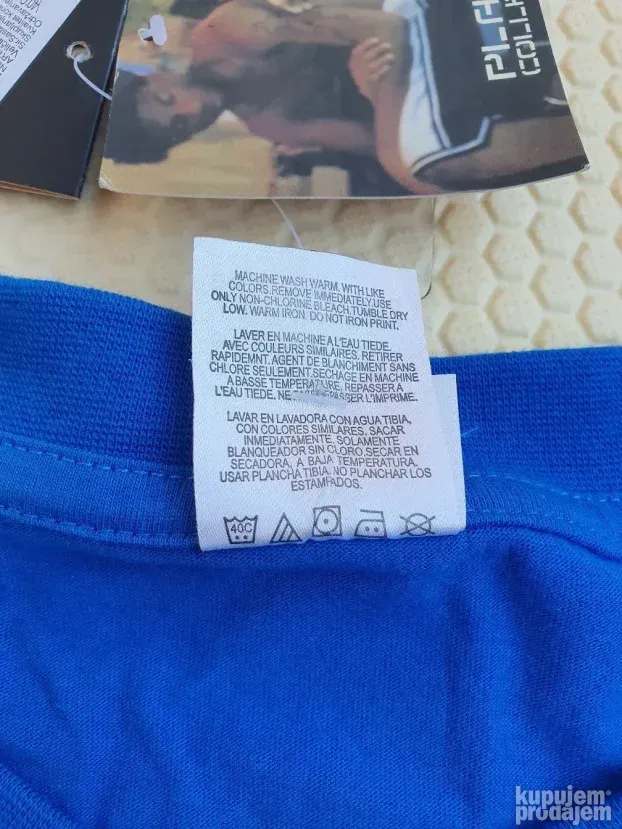 PLA
COLL
MACHINE WASH WARM, WITH LIKE
COLORS.REMOVE IMMEDIATELY.USE
ONLY NON-CHLORINE BLEACH.TUMBLE DRY
LOW. WARM IRON. DO NOT IRON PRINT.
LAVER EN MACHINE A L'EAU TIEDE.
AVEC COULEURS SIMILAIRES. RETIRER
RAPIDEMNT. AGENT DE BLANCHIMENT SANS
CHLORE SEULEMENT.SECHAGE EN MACHINE
A BASSE TEMPERATURE. REPASSER A
L'EAU TIEDE. NE SER L'IMPRIME.
LAVAR EN LAVADORA CON AGUA TIBIA,
CON COLORES SIMILARES. SACAR
INMEDIATAMENTE. SOLAMENTE
BLANQUEADOR SIN CLORO.SECAR EN
SECADORA, A BAJA TEMPERATURA.
USAR PLANCHA TIBIA. NO PLANCHAR LOS
ESTAMPADOS.
40C
kupujem
prodajem